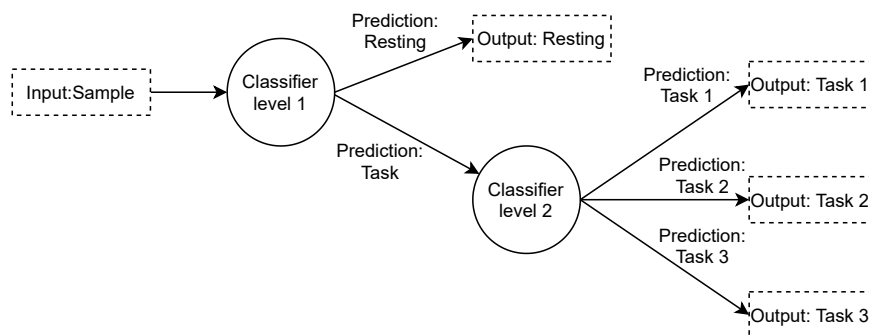 Input:Sample
Classifier
level 1
Prediction:
Resting
Output: Resting
Prediction:
Task
Classifier
level 2
Prediction:
Task 1
Output: Task 1
Prediction:
Task 2
Output: Task 2
Prediction:
Task 3
Output: Task 3